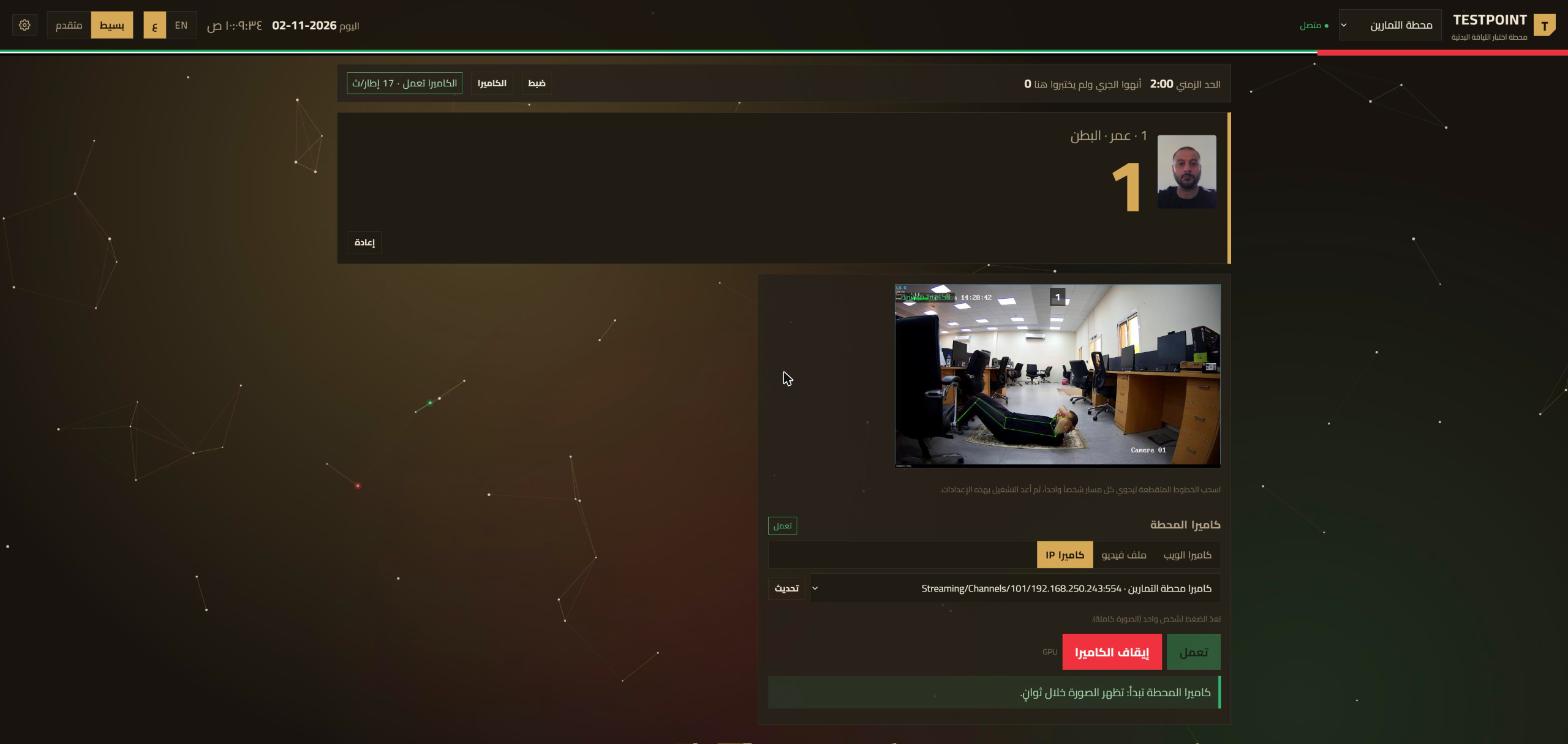 T
TESTPOINT
محطة اختبار اللياقة البدنية
محطة التمارين
متصل
اليوم 02-11-2026 ١٠:٠٩:٣٤ ص
EN
ع
بسيط
متقدم
الحد الزمني 2:00 أنهوا الجري ولم يختبروا هنا 0
ضبط
الكاميرا
الكاميرا تعمل · 17 إطار/ث
1 · عمر · البطن
1
إعادة
14:28:42
1
Camera 01
اسحب الخطوط المتقطعة ليحوي كل مسار شخصاً واحداً، ثم أعد التشغيل بهذه الإعدادات.
كاميرا المحطة
تعمل
كاميرا الويب
ملف فيديو
كاميرا IP
كاميرا محطة التمارين · Streaming/Channels/101/192.168.250.243:554
تحديث
تعمل
إيقاف الكاميرا
GPU
كاميرا المحطة تبدأ: تظهر الصورة خلال ثوانٍ.